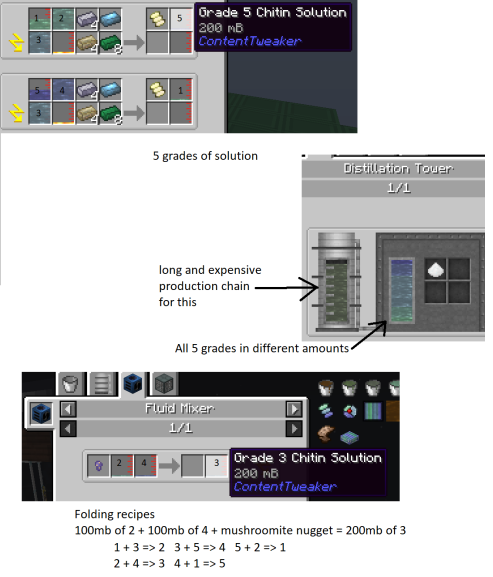 1 2 5 Grade 5 Chitin Solution
200 mB
ContentTweaker
3 4 8
5 4 1
3 4 8
5 grades of solution
Distillation Tower
1/1
long and expensive
production chain
for this
All 5 grades in different amounts
Fluid Mixer
1/1
2 4 3 Grade 3 Chitin Solution
200 mB
ContentTweaker
Folding recipes
100mb of 2 + 100mb of 4 + mushroomite nugget = 200mb of 3
1 + 3 => 2 3 + 5 => 4 5 + 2 => 1
2 + 4 => 3 4 + 1 => 5